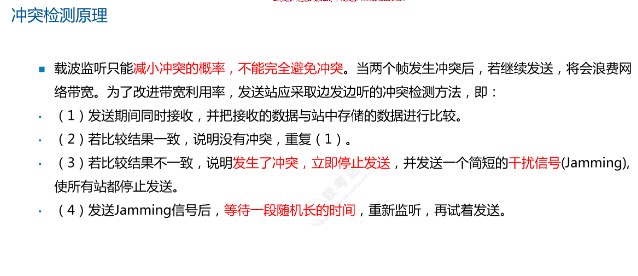 冲突检测原理
载波监听只能减小冲突的概率，不能完全避免冲突。当两个帧发生冲突后，若继续发送，将会浪费网
络带宽。为了改进带宽利用率，发送站应采取边发边听的冲突检测方法，即：
（1）发送期间同时接收，并把接收的数据与站中存储的数据进行比较。
（2）若比较结果一致，说明没有冲突，重复（1）。
（3）若比较结果不一致，说明发生了冲突，立即停止发送，并发送一个简短的干扰信号(Jamming),
使所有站都停止发送。
（4）发送Jamming信号后，等待一段随机长的时间，重新监听，再试着发送。